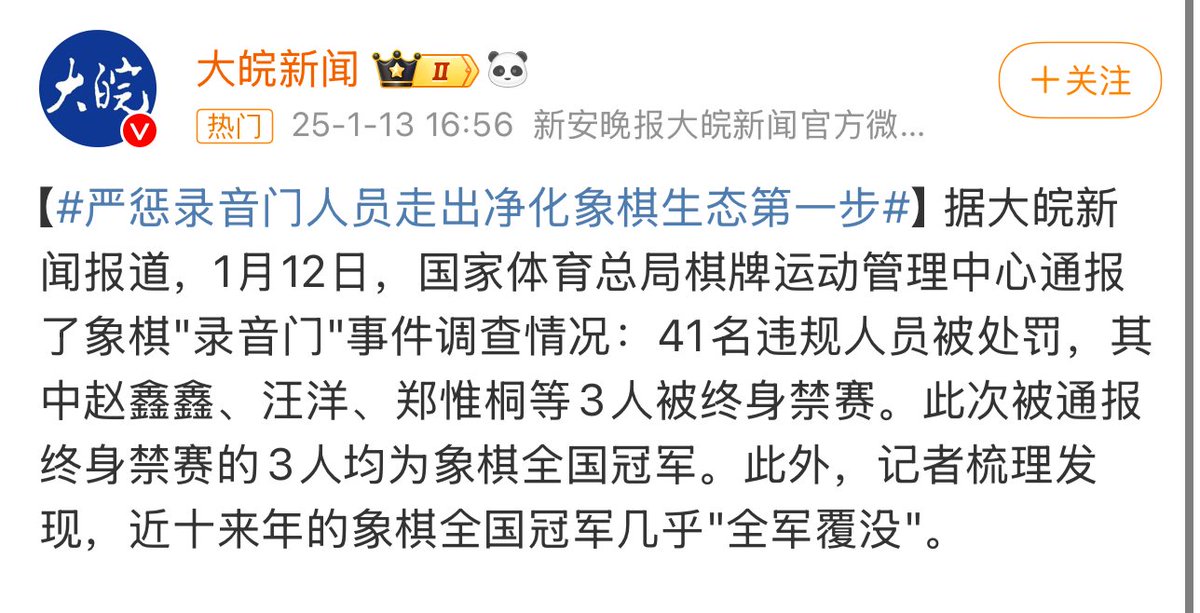 大皖
大皖新闻 II
+关注
热门 25-1-13 16:56 新安晚报大皖新闻官方微...
【#严惩录音门人员走出净化象棋生态第一步#】据大皖新
闻报道，1月12日，国家体育总局棋牌运动管理中心通报
了象棋"录音门"事件调查情况：41名违规人员被处罚，其
中赵鑫鑫、汪洋、郑惟桐等3人被终身禁赛。此次被通报
终身禁赛的3人均为象棋全国冠军。此外，记者梳理发
现，近十来年的象棋全国冠军几乎"全军覆没"。